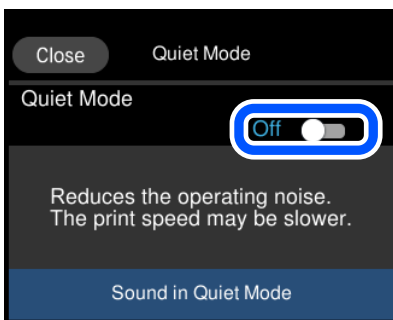 Close Quiet Mode
Quiet Mode
Off
Reduces the operating noise.
The print speed may be slower.
Sound in Quiet Mode